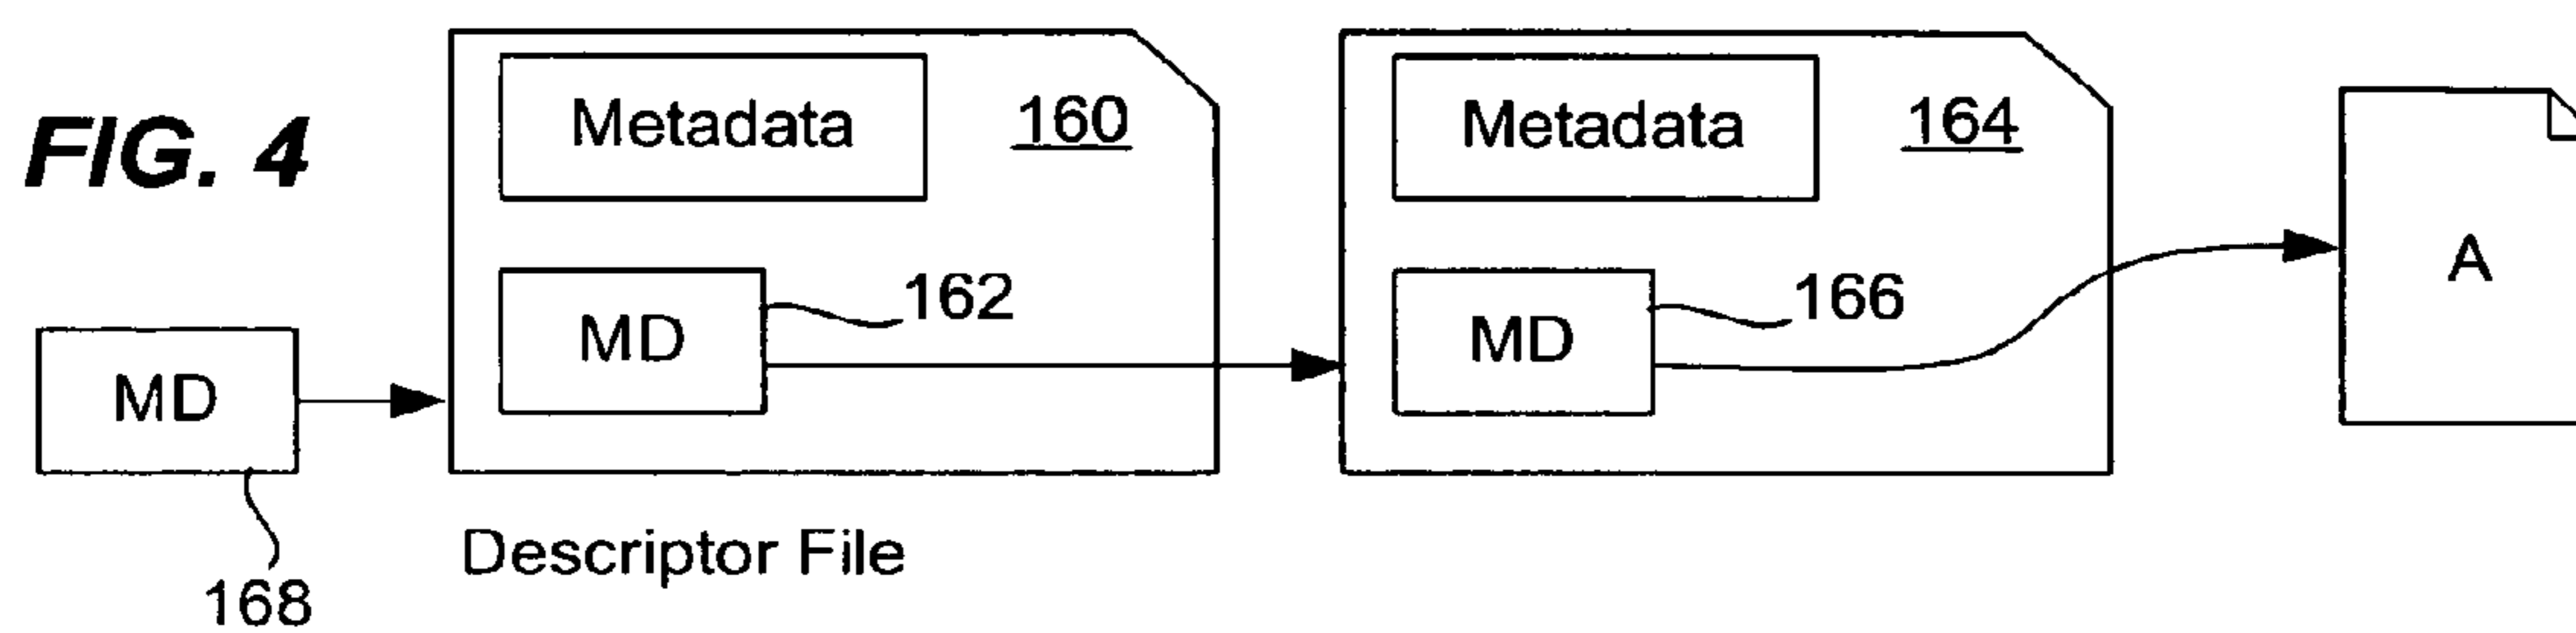 FIG. 4
Metadata
160
Metadata
164
A
MD
162
MD
166
MD
168
Descriptor File